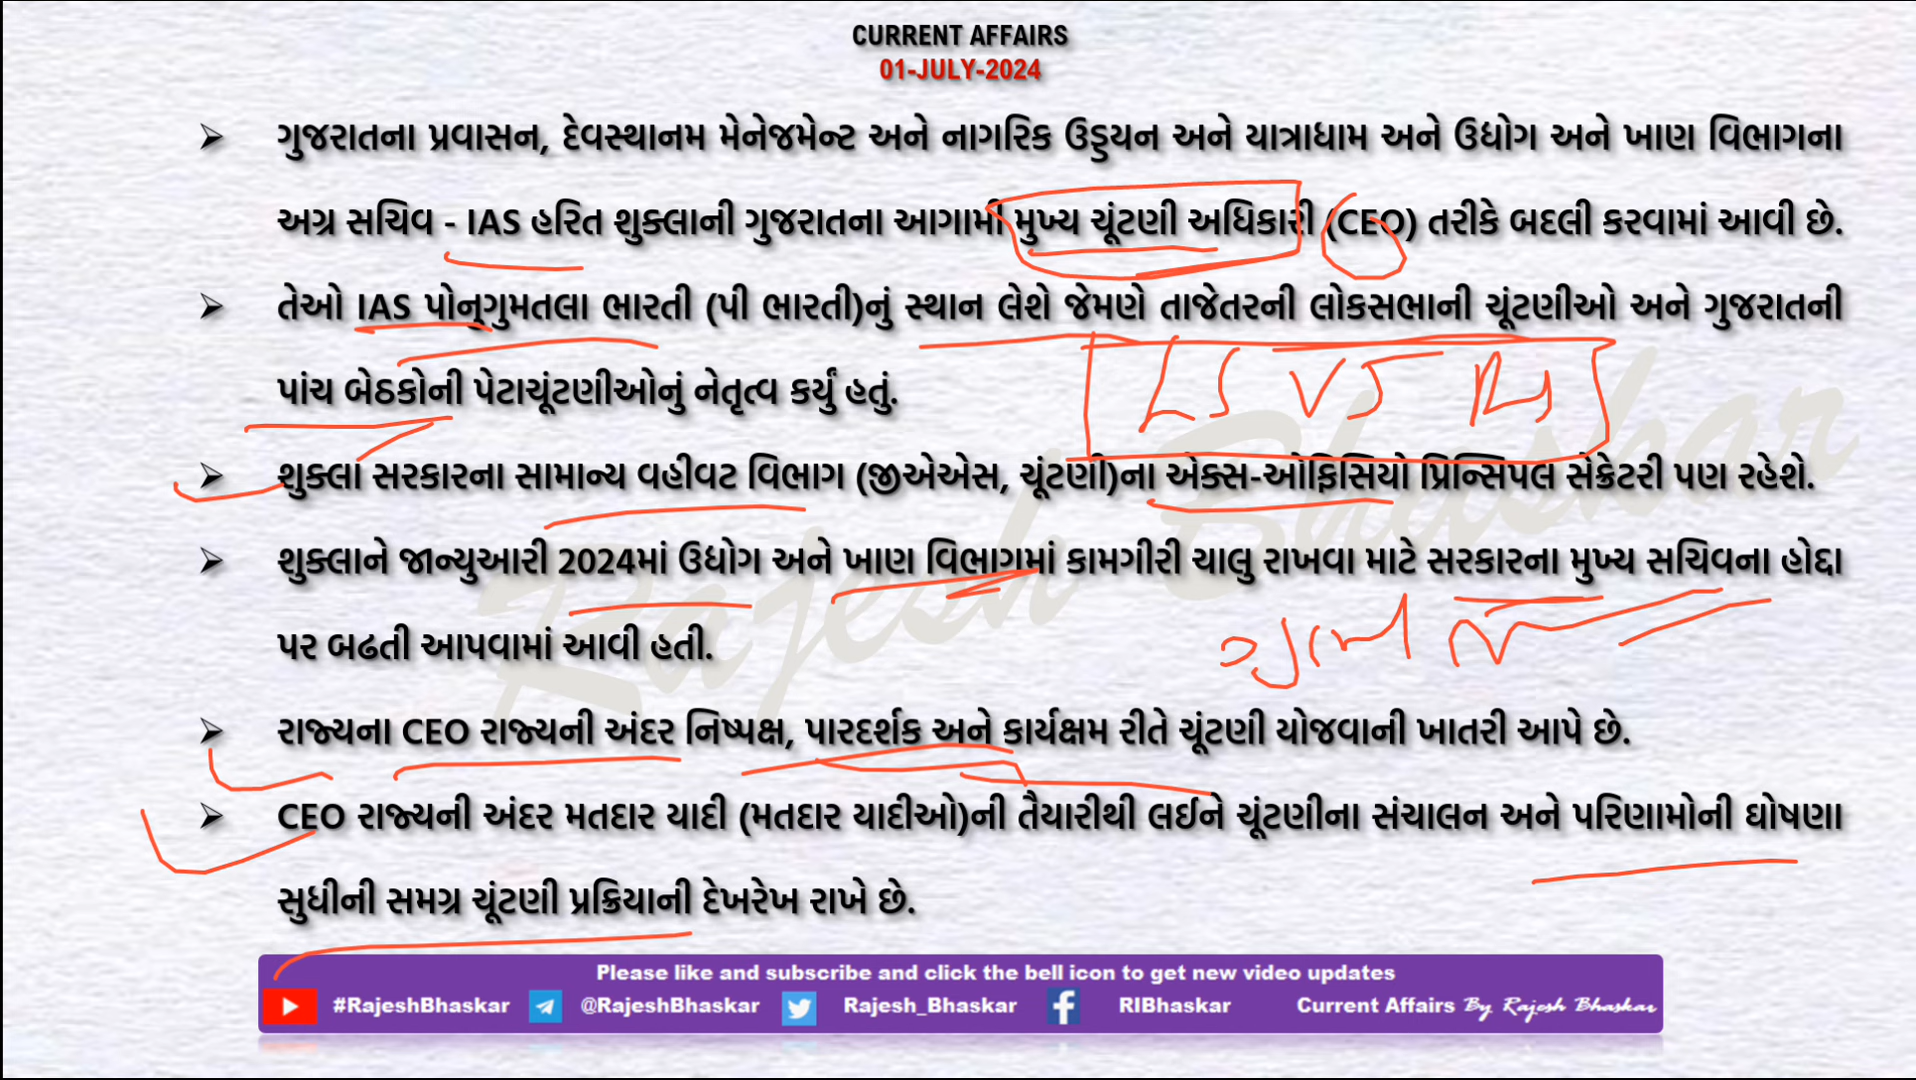 CURRENT AFFAIRS
01-JULY-2024
ગુજરાતના પ્રવાસન, દેવસ્થાનમ મેનેજમેન્ટ અને નાગરિક ઉડ્ડયન અને યાત્રાધામ અને ઉદ્યોગ અને ખાણ વિભાગના
અગ્ર સચિવ - IAS હરિત શુક્લાની ગુજરાતના આગામી મુખ્ય ચૂંટણી અધિકારી (CEO) તરીકે બદલી કરવામાં આવી છે.
તેઓ IAS પોનુગુમતલા ભારતી (પી ભારતી)નું સ્થાન લેશે જેમણે તાજેતરની લોકસભાની ચૂંટણીઓ અને ગુજરાતની
LS VS RS
પાંચ બેઠકોની પેટાચૂંટણીઓનું નેતૃત્વ કર્યું હતું.
શુક્લા સરકારના સામાન્ય વહીવટ વિભાગ (જીએએસ, ચૂંટણી)ના એક્સ-ઓફિસિયો પ્રિન્સિપલ સેક્રેટરી પણ રહેશે.
શુક્લાને જાન્યુઆરી 2024માં ઉદ્યોગ અને ખાણ વિભાગમાં કામગીરી ચાલુ રાખવા માટે સરકારના મુખ્ય સચિવના હોદ્દા
પર બઢતી આપવામાં આવી હતી.
રાજ્યના CEO રાજ્યની અંદર નિષ્પક્ષ, પારદર્શક અને કાર્યક્ષમ રીતે ચૂંટણી યોજવાની ખાતરી આપે છે.
CEO રાજ્યની અંદર મતદાર યાદી (મતદાર યાદીઓ)ની તૈયારીથી લઈને ચૂંટણીના સંચાલન અને પરિણામોની ઘોષણા
સુધીની સમગ્ર ચૂંટણી પ્રક્રિયાની દેખરેખ રાખે છે.
Rajesh Bhaskar
Please like and subscribe and click the bell icon to get new video updates
#RajeshBhaskar @RajeshBhaskar Rajesh_Bhaskar RIBhaskar Current Affairs By Rajesh Bhaskar